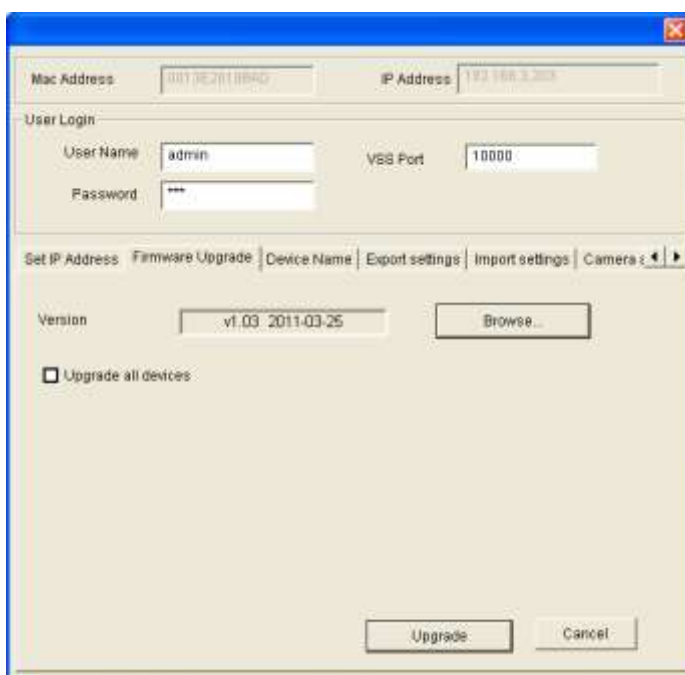 Mac Address
IP Address
User Login
User Name admin VSS Port 10000
Password ***
Set IP Address Firmware Upgrade Device Name Export settings Import settings Camera
Version v1.03 2011-03-25 Browse...
Upgrade all devices
Upgrade Cancel